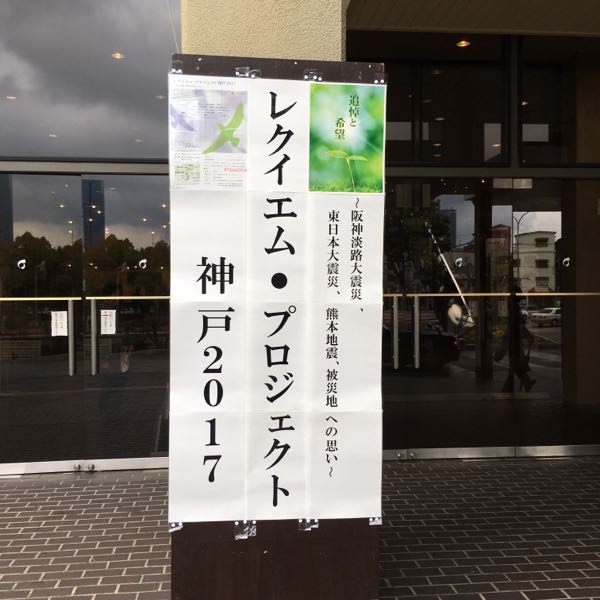 追悼と
希望
~阪神淡路大震災、
東日本大震災、熊本地震、被災地への思い~
レクイエム・プロジェクト
神戸2017